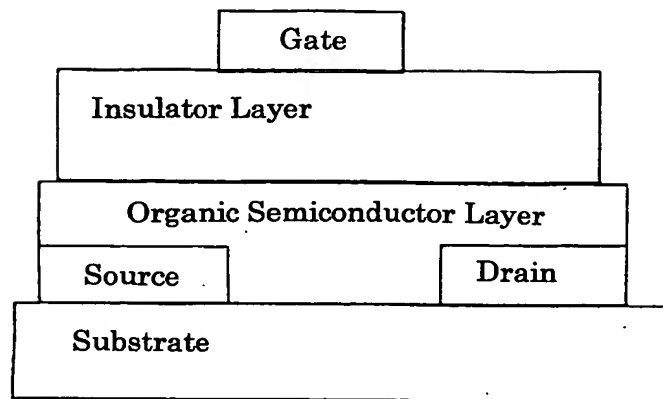 Gate
Insulator Layer
Organic Semiconductor Layer
Source
Drain
Substrate